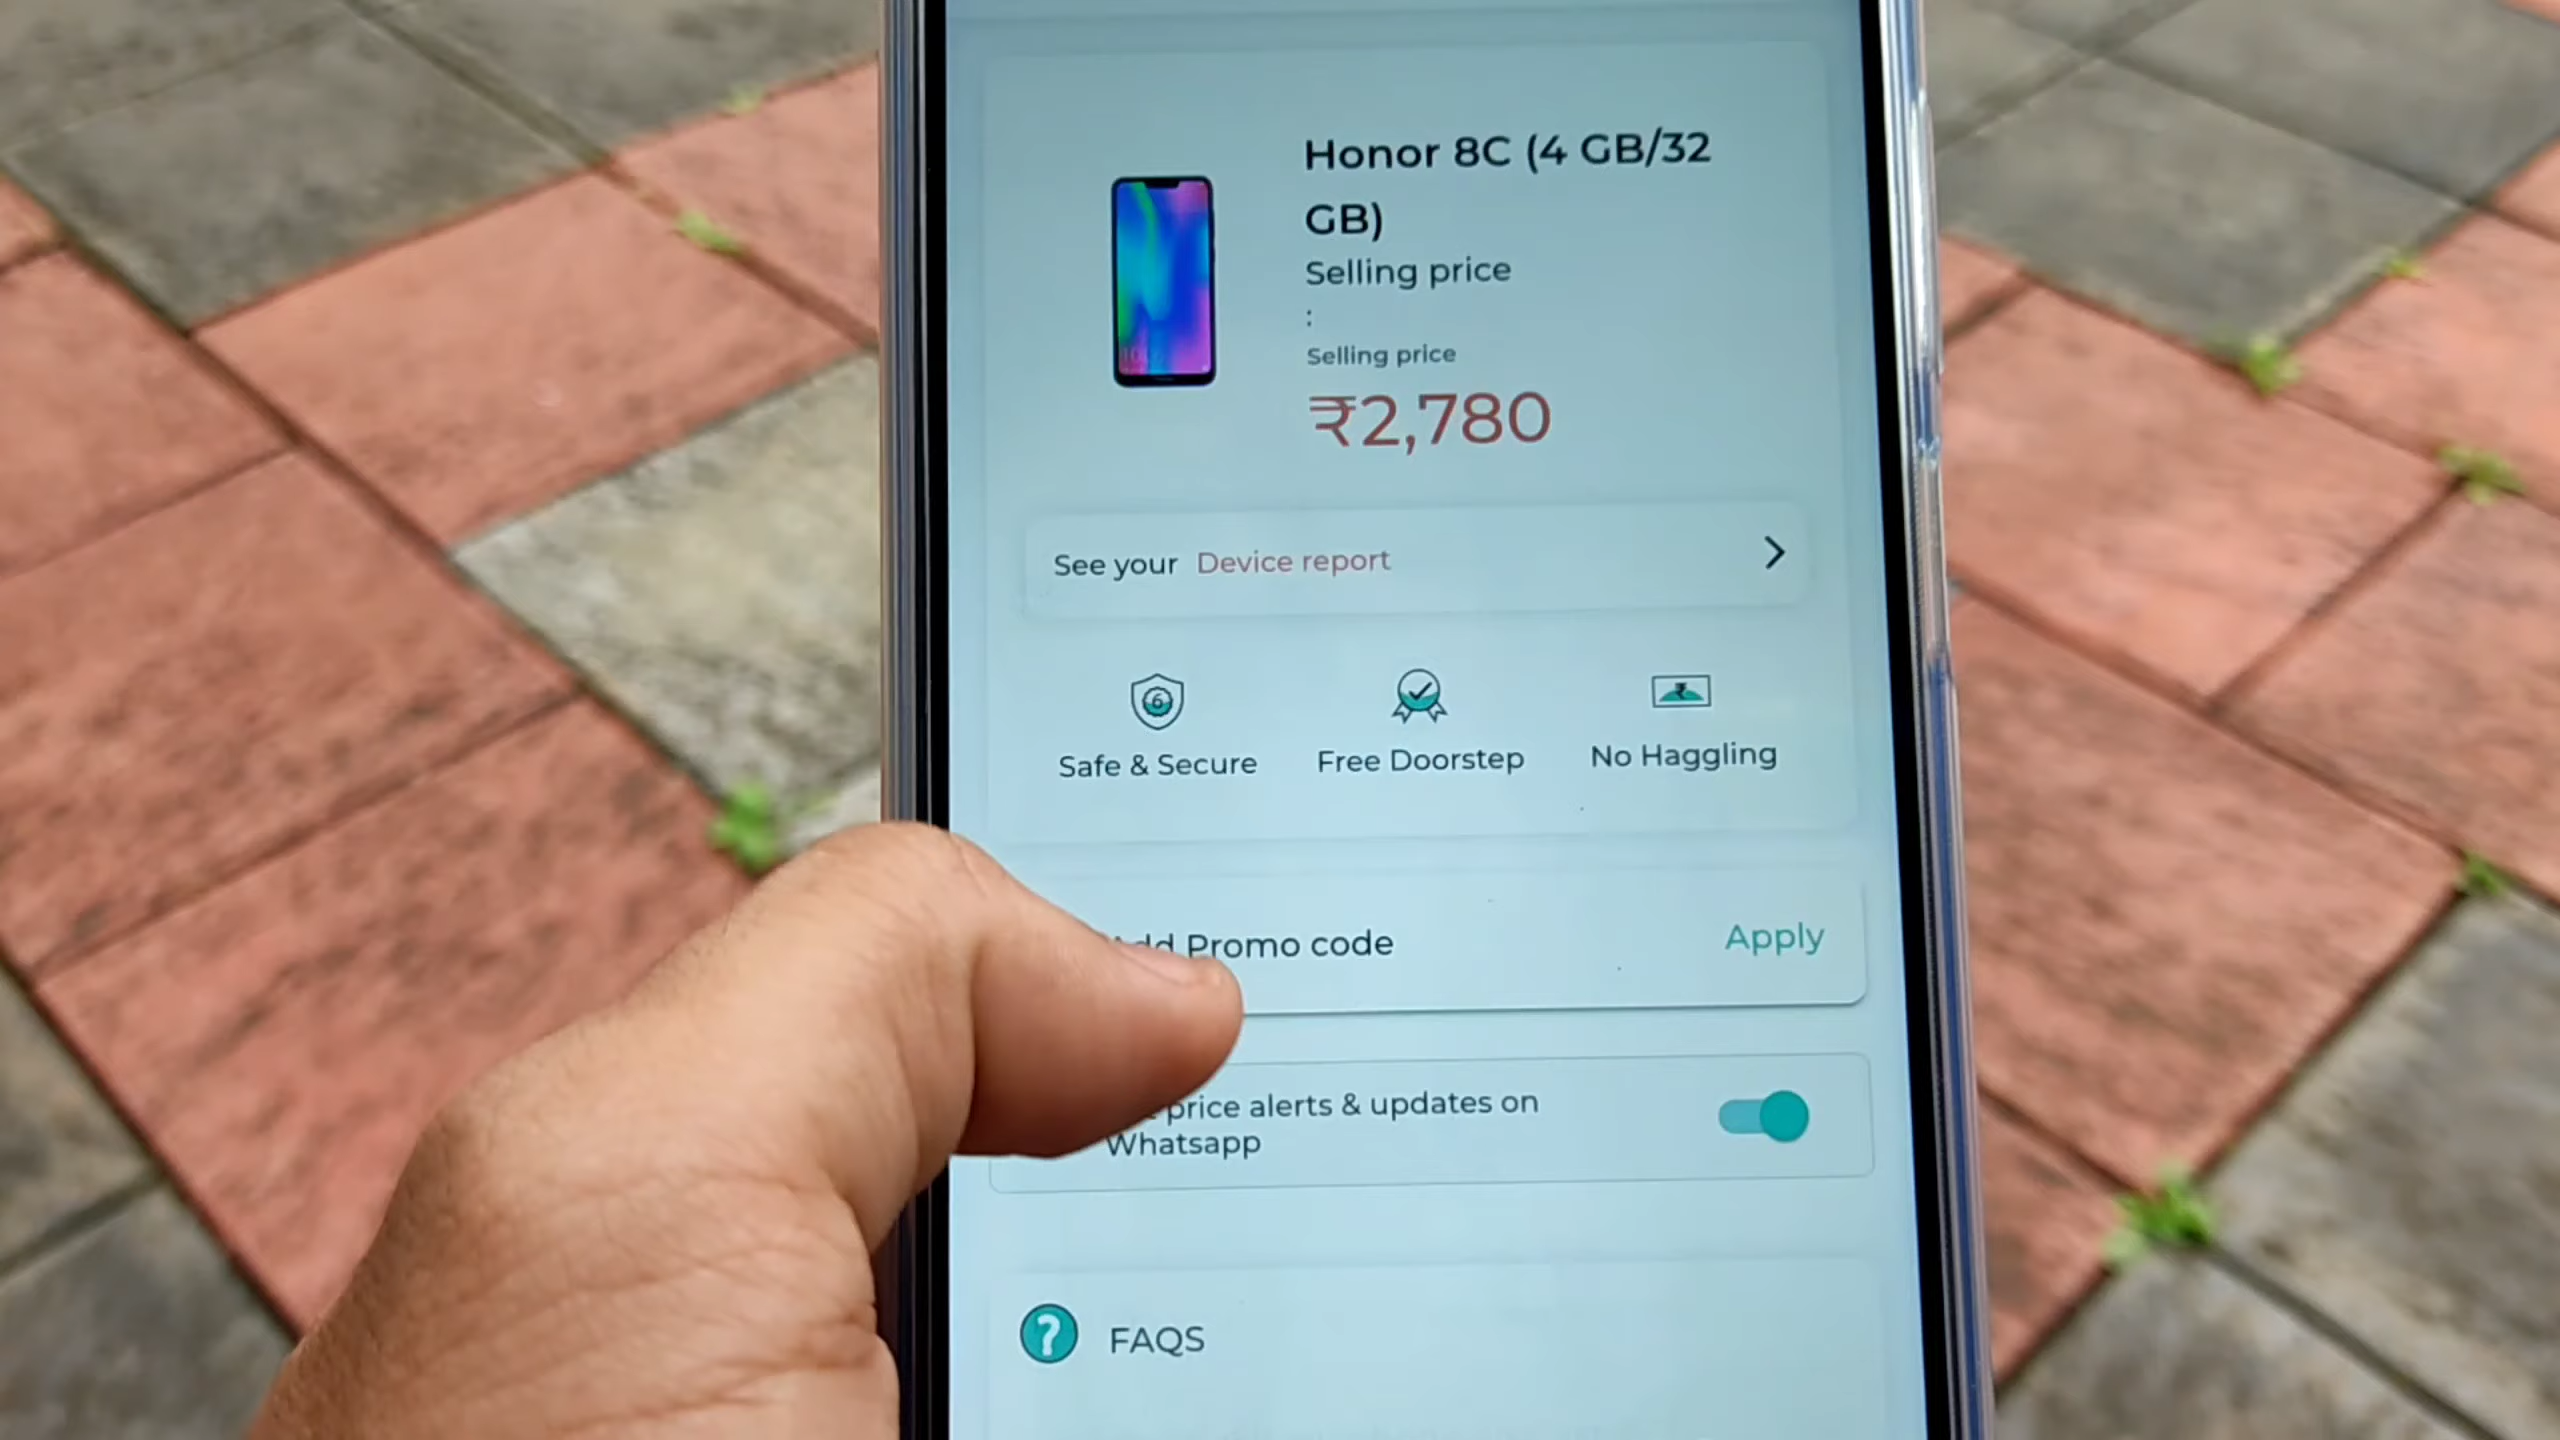 Honor 8C (4 GB/32
GB)
Selling price
:
Selling price
₹2,780
See your Device report
Safe & Secure
Free Doorstep
No Haggling
Promo code
Apply
price alerts & updates on
Whatsapp
FAQS